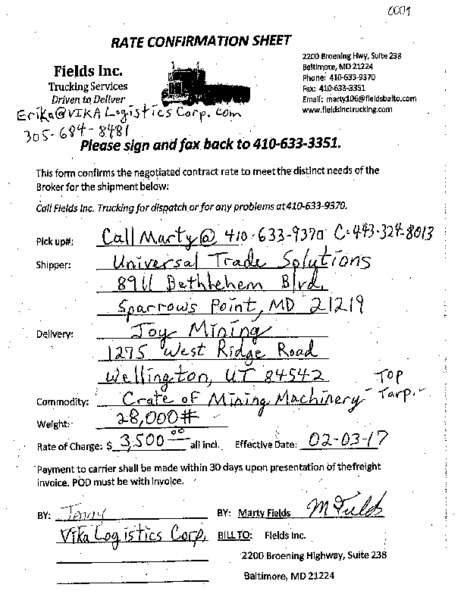 0001
RATE CONFIRMATION SHEET
Fields Inc.
Trucking Services
Driven to Deliver
2200 Broening Hwy, Suite 238
Baltimore, MD 21224
Phone: 410-633-9370
Fax: 410-633-3351
Email: marty106@fieldsbalto.com
www.fieldsinctrucking.com
Erika@VIKALogisticsCorp.com
305-684-8481
Please sign and fax back to 410-633-3351.
This form confirms the negotiated contract rate to meet the distinct needs of the
Broker for the shipment below:
Call Fields Inc. Trucking for dispatch or for any problems at 410-633-9370.
Pick up#: Call Marty @ 410-633-9370 C-443-324-8013
Shipper: Universal Trade Solutions
8911 Bethlehem Blvd.
Sparrows Point, MD 21219
Delivery: Joy Mining
1275 West Ridge Road
Wellington, UT 84542
Commodity: Crate of Mining Machinery - Top Tarp.-
Weight: 28,000#
Rate of Charge: $ 3,500 00 all incl. Effective Date: 02-03-17
Payment to carrier shall be made within 30 days upon presentation of the freight
invoice. POD must be with invoice.
BY: Jenny BY: Marty Fields M Fields
Vika Logistics Corp. BILL TO: Fields Inc.
2200 Broening Highway, Suite 238
Baltimore, MD 21224